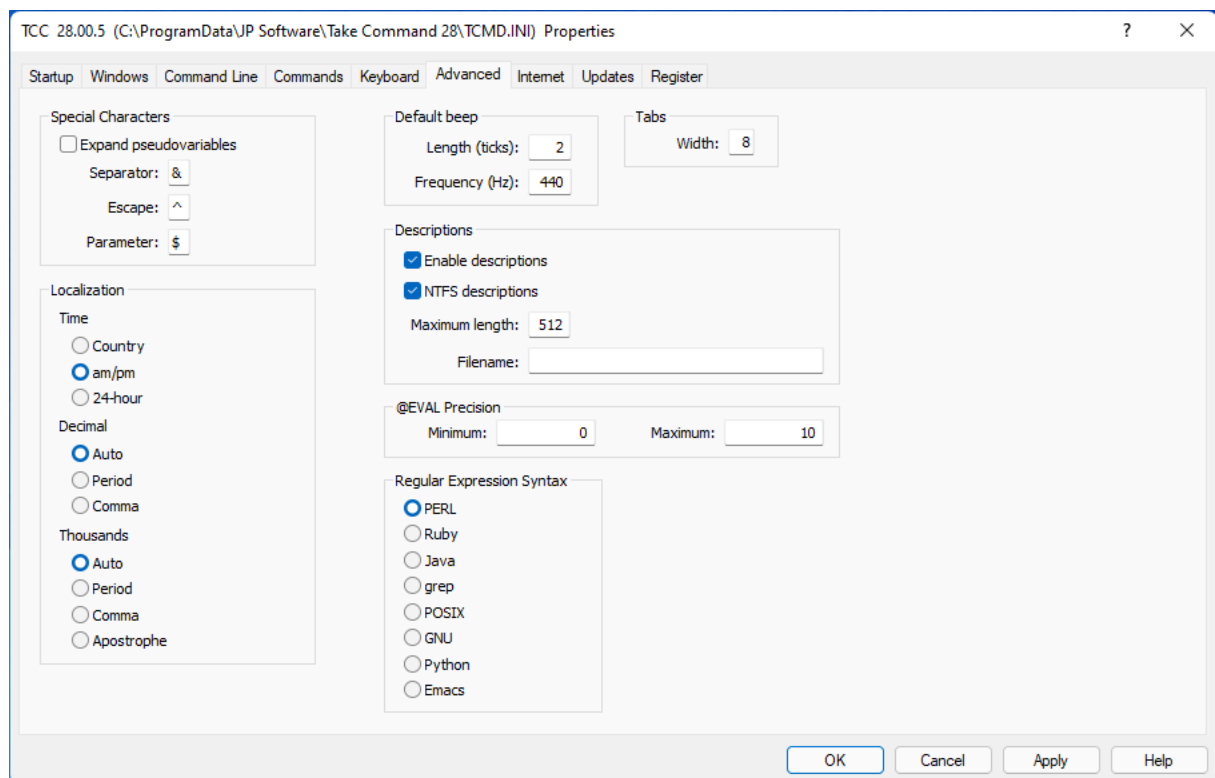 TCC 28.00.5 (C:\ProgramData\JP Software\Take Command 28\TCMD.INI) Properties
?
Startup Windows Command Line Commands Keyboard Advanced Internet Updates Register
Special Characters
Expand pseudovariables
Separator: &
Escape: ^
Parameter: $
Localization
Time
Country
am/pm
24-hour
Decimal
Auto
Period
Comma
Thousands
Auto
Period
Comma
Apostrophe
Default beep
Length (ticks): 2
Frequency (Hz): 440
Tabs
Width: 8
Descriptions
Enable descriptions
NTFS descriptions
Maximum length: 512
Filename:
@EVAL Precision
Minimum: 0 Maximum: 10
Regular Expression Syntax
PERL
Ruby
Java
grep
POSIX
GNU
Python
Emacs
OK Cancel Apply Help